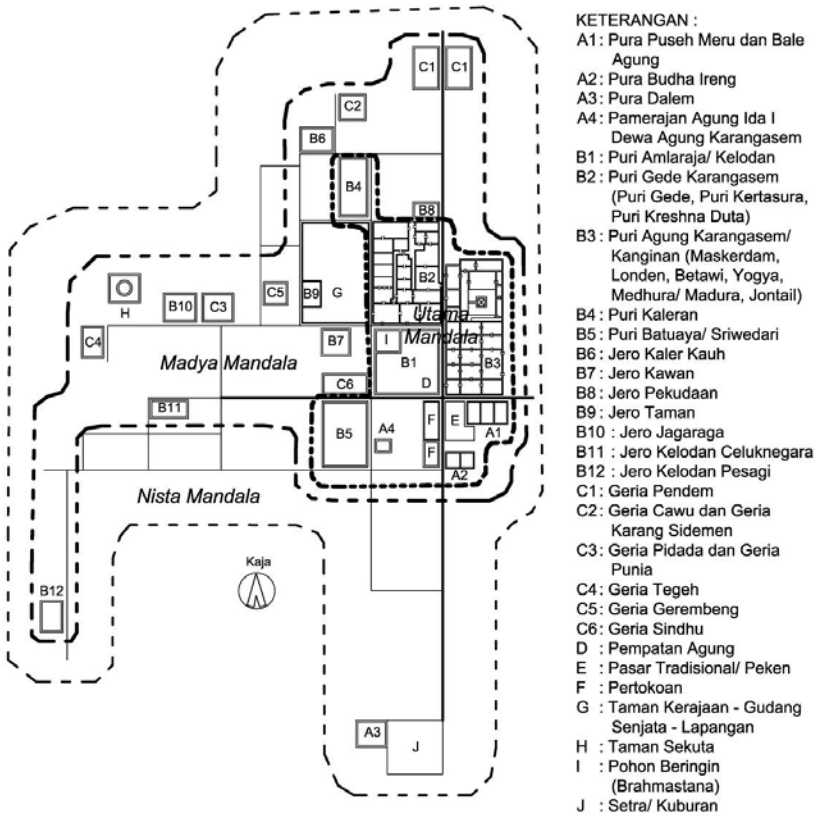 C1 C1
C2
B6
B4
B8
B2
C5
B9 G
H
B10 C3
Utama
Mandala
C4
B7
I
B1
B3
Madya Mandala
C6
D
B11
B5
A4
F
E
A1
F
A2
Nista Mandala
Kaja
B12
A3
J
KETERANGAN :
A1: Pura Puseh Meru dan Bale
Agung
A2: Pura Budha Ireng
A3: Pura Dalem
A4: Pamerajan Agung Ida I
Dewa Agung Karangasem
B1: Puri Amlaraja/ Kelodan
B2: Puri Gede Karangasem
(Puri Gede, Puri Kertasura,
Puri Kreshna Duta)
B3: Puri Agung Karangasem/
Kanginan (Maskerdam,
Londen, Betawi, Yogya,
Medhura/ Madura, Jontail)
B4: Puri Kaleran
B5: Puri Batuaya/ Sriwedari
B6: Jero Kaler Kauh
B7: Jero Kawan
B8: Jero Pekudaan
B9: Jero Taman
B10 : Jero Jagaraga
B11 : Jero Kelodan Celuknegara
B12 : Jero Kelodan Pesagi
C1: Geria Pendem
C2: Geria Cawu dan Geria
Karang Sidemen
C3: Geria Pidada dan Geria
Punia
C4: Geria Tegeh
C5: Geria Gerembeng
C6: Geria Sindhu
D : Pempatan Agung
E : Pasar Tradisional/ Peken
F : Pertokoan
G : Taman Kerajaan - Gudang
Senjata - Lapangan
H : Taman Sekuta
I : Pohon Beringin
(Brahmastana)
J : Setra/ Kuburan